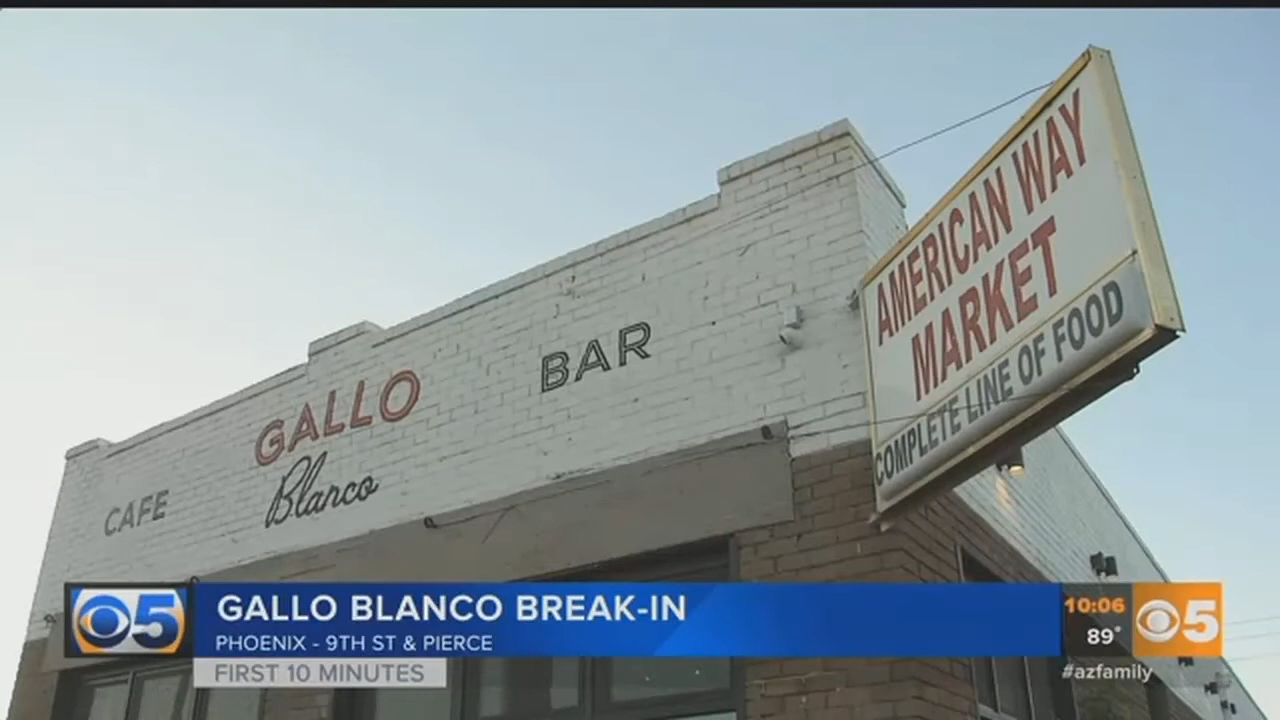 AMERICAN WAY
MARKET
COMPLETE LINE OF FOOD
CAFE
GALLO
Blanco
BAR
5
GALLO BLANCO BREAK-IN
PHOENIX - 9TH ST & PIERCE
FIRST 10 MINUTES
10:06
89°
5
#azfamily